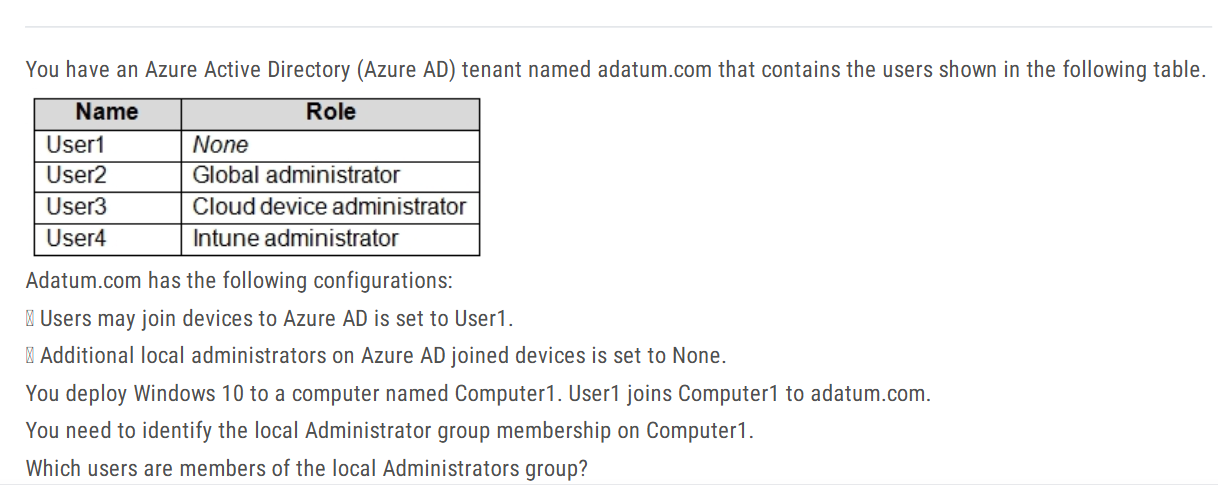 You have an Azure Active Directory (Azure AD) tenant named adatum.com that contains the users shown in the following table.
Name Role
User1 None
User2 Global administrator
User3 Cloud device administrator
User4 Intune administrator
Adatum.com has the following configurations:
Users may join devices to Azure AD is set to User1.
Additional local administrators on Azure AD joined devices is set to None.
You deploy Windows 10 to a computer named Computer1. User1 joins Computer1 to adatum.com.
You need to identify the local Administrator group membership on Computer1.
Which users are members of the local Administrators group?